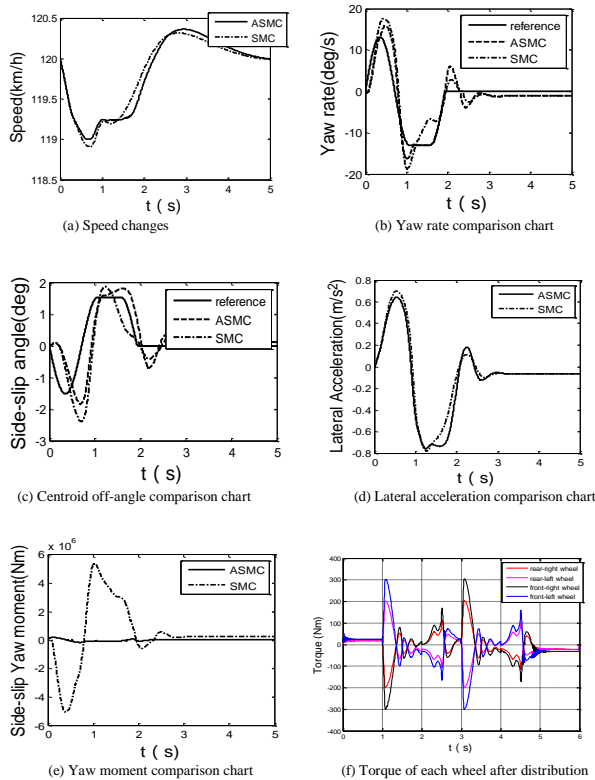 120.5
120
119.5
119
118.5
Speed(km/h)
ASMC
SMC
0 1 2 3 4 5
t ( s)
(a) Speed changes
20
10
0
-10
-20
Yaw rate(deg/s)
reference
ASMC
SMC
0 1 2 3 4 5
t ( s)
(b) Yaw rate comparison chart
2
1
0
-1
-2
-3
Side-slip angle(deg)
reference
ASMC
SMC
0 1 2 3 4 5
t ( s)
(c) Centroid off-angle comparison chart
0.8
0.6
0.4
0.2
0
-0.2
-0.4
-0.6
-0.8
Lateral Acceleration(m/s²)
ASMC
SMC
0 1 2 3 4 5
t ( s)
(d) Lateral acceleration comparison chart
x 10⁶
6
4
2
0
-2
-4
-6
Side-slip Yaw moment(Nm)
ASMC
SMC
0 1 2 3 4 5
t ( s)
(e) Yaw moment comparison chart
400
300
200
100
0
-100
-200
-300
-400
Torque (Nm)
rear-right wheel
rear-left wheel
front-right wheel
front-left wheel
0 1 2 3 4 5 6
t ( s)
(f) Torque of each wheel after distribution